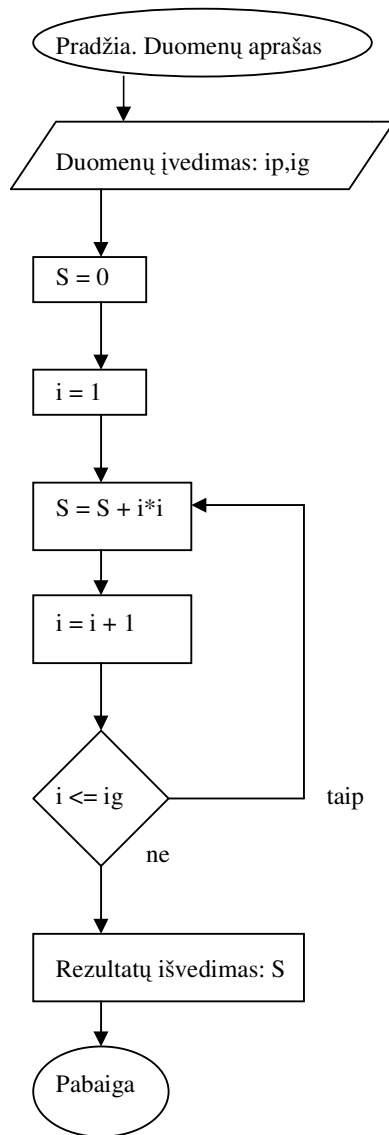 Pradžia. Duomenų aprašas
Duomenų įvedimas: ip,ig
S = 0
i = 1
S = S + i*i
i = i + 1
i <= ig
taip
ne
Rezultatų išvedimas: S
Pabaiga